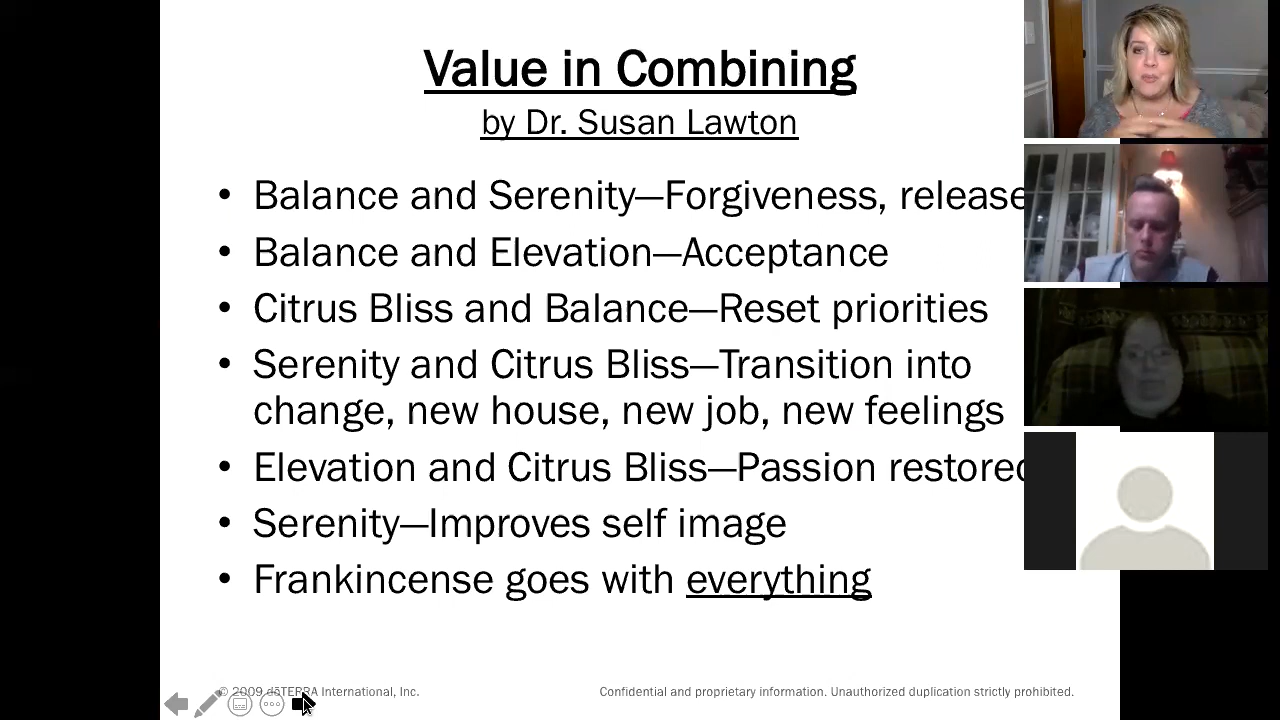 Value in Combining
by Dr. Susan Lawton
• Balance and Serenity—Forgiveness, release
• Balance and Elevation—Acceptance
• Citrus Bliss and Balance—Reset priorities
• Serenity and Citrus Bliss—Transition into
change, new house, new job, new feelings
• Elevation and Citrus Bliss—Passion restored
• Serenity—Improves self image
• Frankincense goes with everything
© 2009 dōTERRA International, Inc.
Confidential and proprietary information. Unauthorized duplication strictly prohibited.